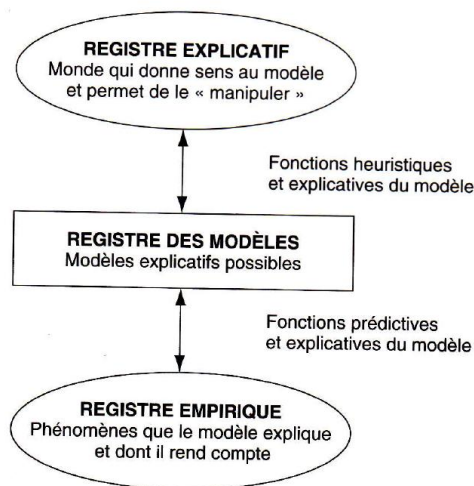 REGISTRE EXPLICATIF
Monde qui donne sens au modèle
et permet de le « manipuler »
Fonctions heuristiques
et explicatives du modèle
REGISTRE DES MODÈLES
Modèles explicatifs possibles
Fonctions prédictives
et explicatives du modèle
REGISTRE EMPIRIQUE
Phénomènes que le modèle explique
et dont il rend compte